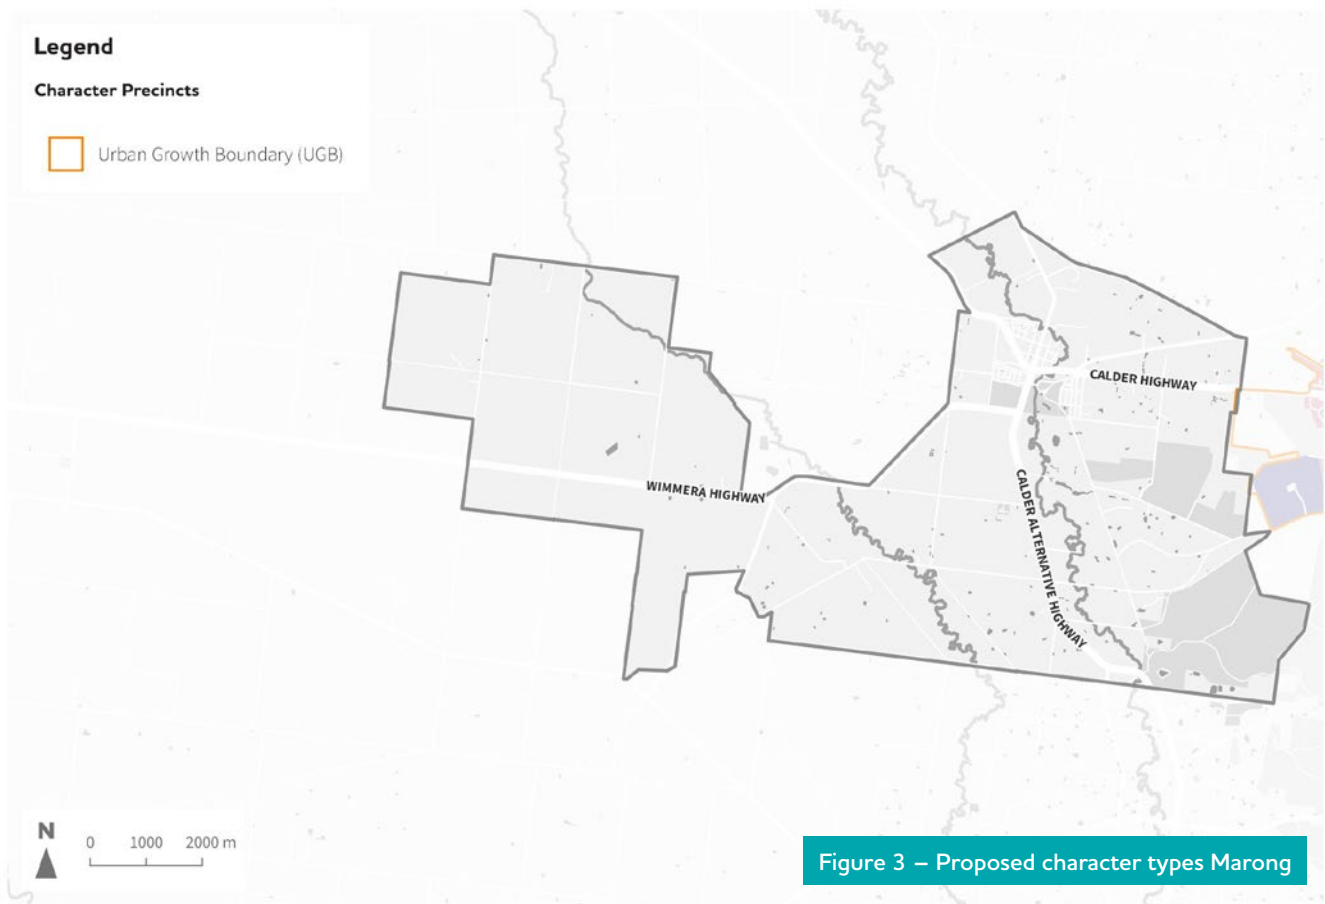 Legend
Character Precincts
Urban Growth Boundary (UGB)
CALDER HIGHWAY
WIMMERA HIGHWAY
CALDER ALTERNATIVE HIGHWAY
N
0 1000 2000 m
Figure 3 – Proposed character types Marong